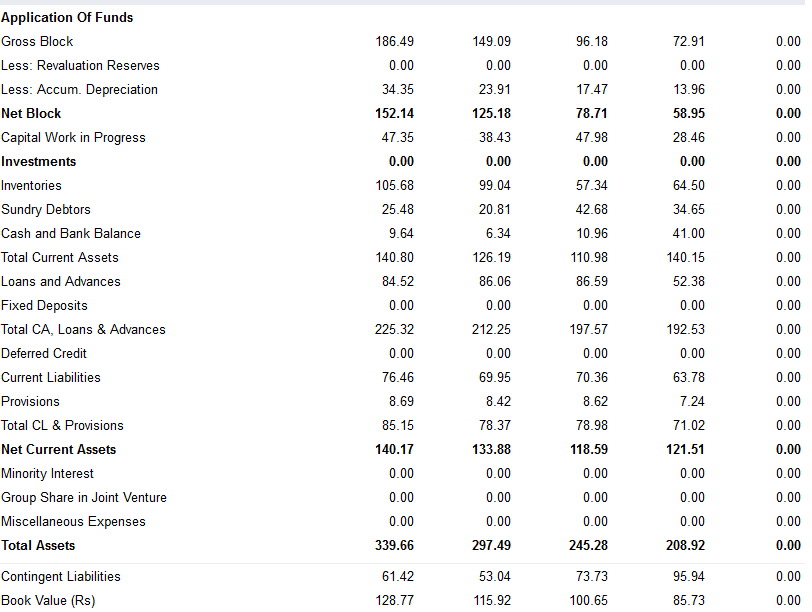 Application Of Funds
Gross Block 186.49 149.09 96.18 72.91 0.00
Less: Revaluation Reserves 0.00 0.00 0.00 0.00 0.00
Less: Accum. Depreciation 34.35 23.91 17.47 13.96 0.00
Net Block 152.14 125.18 78.71 58.95 0.00
Capital Work in Progress 47.35 38.43 47.98 28.46 0.00
Investments 0.00 0.00 0.00 0.00 0.00
Inventories 105.68 99.04 57.34 64.50 0.00
Sundry Debtors 25.48 20.81 42.68 34.65 0.00
Cash and Bank Balance 9.64 6.34 10.96 41.00 0.00
Total Current Assets 140.80 126.19 110.98 140.15 0.00
Loans and Advances 84.52 86.06 86.59 52.38 0.00
Fixed Deposits 0.00 0.00 0.00 0.00 0.00
Total CA, Loans & Advances 225.32 212.25 197.57 192.53 0.00
Deferred Credit 0.00 0.00 0.00 0.00 0.00
Current Liabilities 76.46 69.95 70.36 63.78 0.00
Provisions 8.69 8.42 8.62 7.24 0.00
Total CL & Provisions 85.15 78.37 78.98 71.02 0.00
Net Current Assets 140.17 133.88 118.59 121.51 0.00
Minority Interest 0.00 0.00 0.00 0.00 0.00
Group Share in Joint Venture 0.00 0.00 0.00 0.00 0.00
Miscellaneous Expenses 0.00 0.00 0.00 0.00 0.00
Total Assets 339.66 297.49 245.28 208.92 0.00
Contingent Liabilities 61.42 53.04 73.73 95.94 0.00
Book Value (Rs) 128.77 115.92 100.65 85.73 0.00